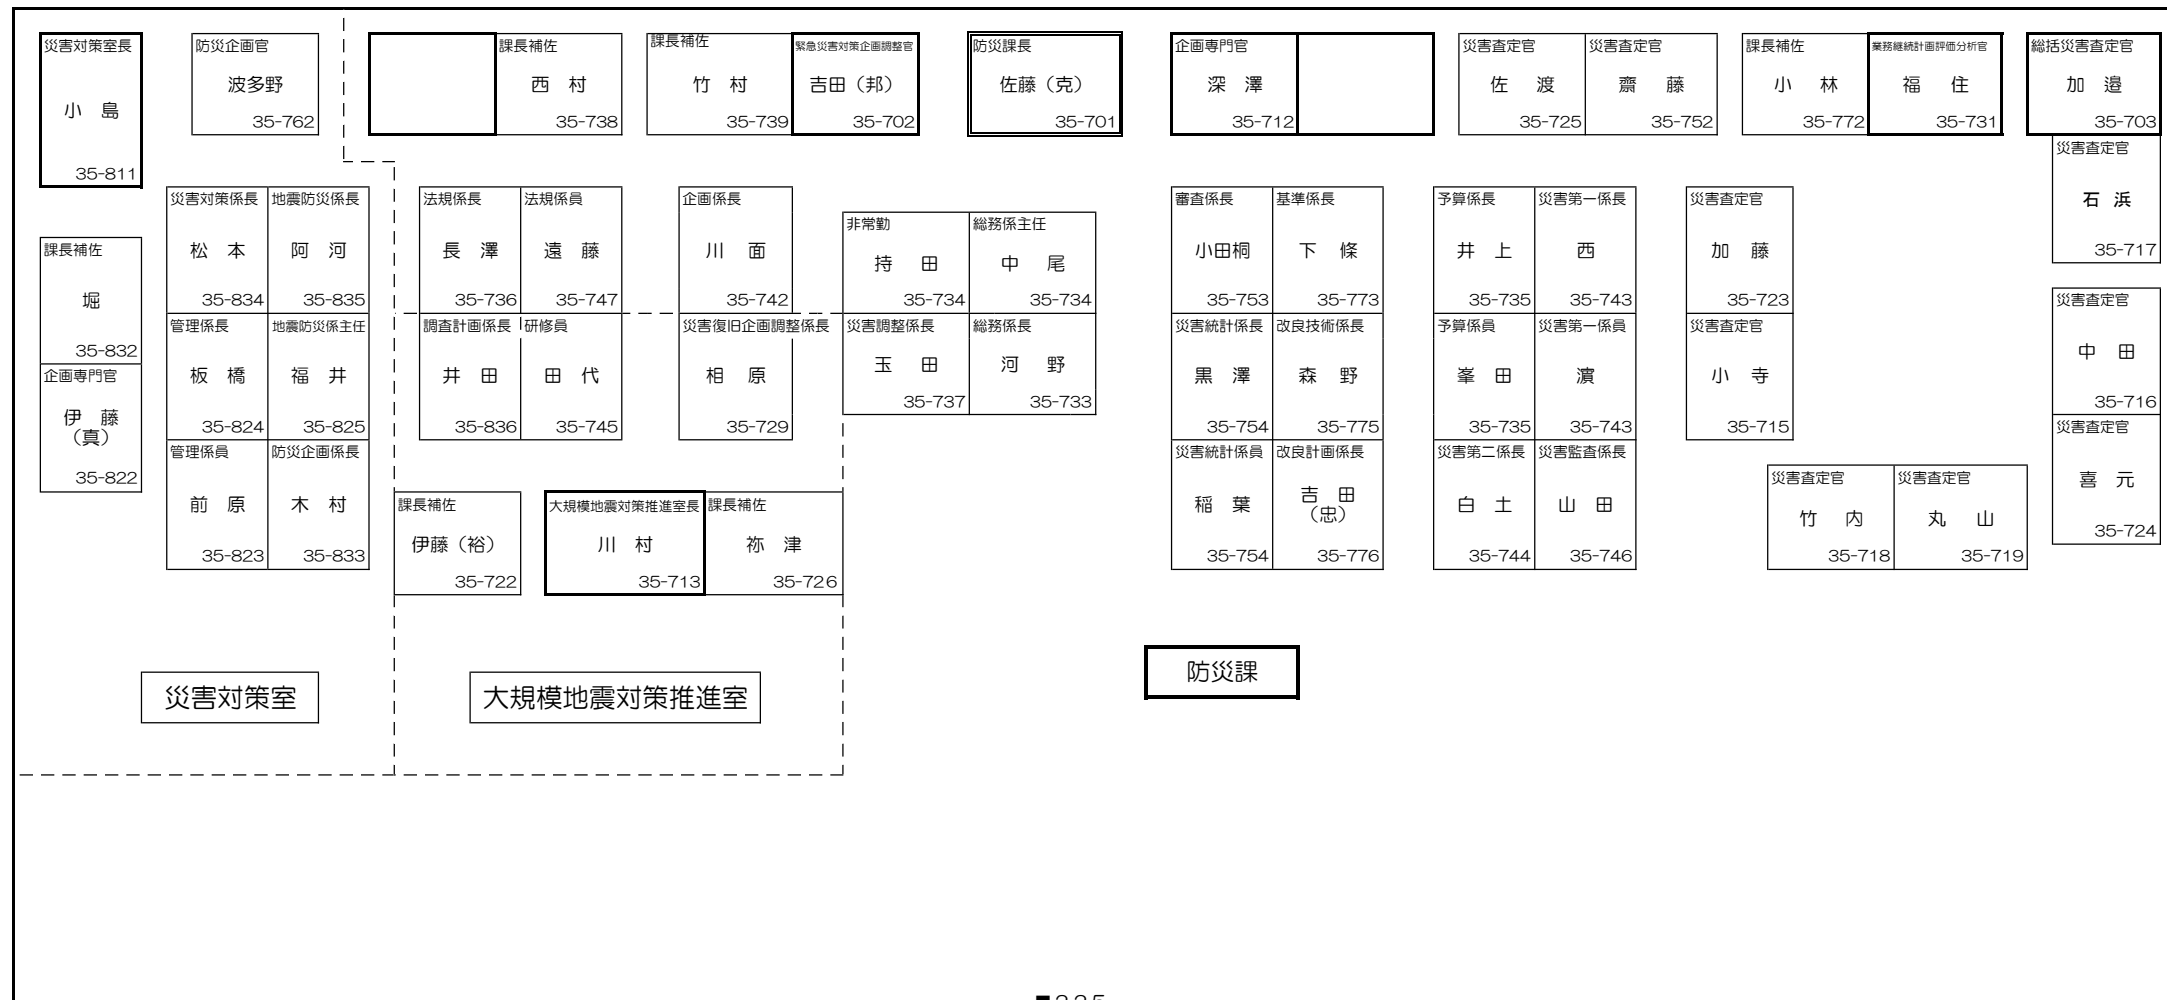 災害対策室長
小 島
35-811
防災企画官
波多野
35-762
課長補佐
西 村
35-738
課長補佐
竹 村
35-739
緊急災害対策企画調整官
吉田（邦）
35-702
防災課長
佐藤（克）
35-701
企画専門官
深 澤
35-712
災害査定官
佐 渡
35-725
災害査定官
齋 藤
35-752
課長補佐
小 林
35-772
業務継続計画評価分析官
福 住
35-731
総括災害査定官
加 邉
35-703
災害査定官
石 浜
35-717
課長補佐
堀
35-832
企画専門官
伊 藤
（真）
35-822
災害対策係長
松 本
35-834
地震防災係長
阿 河
35-835
管理係長
板 橋
35-824
地震防災係主任
福 井
35-825
管理係員
前 原
35-823
防災企画係長
木 村
35-833
法規係長
長 澤
35-736
法規係員
遠 藤
35-747
調査計画係長
井 田
35-836
研修員
田 代
35-745
企画係長
川 面
35-742
災害復旧企画調整係長
相 原
35-729
非常勤
持 田
35-734
総務係主任
中 尾
35-734
災害調整係長
玉 田
35-737
総務係長
河 野
35-733
課長補佐
伊藤（裕）
35-722
大規模地震対策推進室長
川 村
35-713
課長補佐
祢 津
35-726
審査係長
小田桐
35-753
基準係長
下 條
35-773
災害統計係長
黒 澤
35-754
改良技術係長
森 野
35-775
災害統計係員
稲 葉
35-754
改良計画係長
吉 田
（忠）
35-776
予算係長
井 上
35-735
災害第一係長
西
35-743
予算係員
峯 田
35-735
災害第一係員
濵
35-743
災害第二係長
白 土
35-744
災害監査係長
山 田
35-746
災害査定官
加 藤
35-723
災害査定官
小 寺
35-715
災害査定官
竹 内
35-718
災害査定官
丸 山
35-719
災害査定官
中 田
35-716
災害査定官
喜 元
35-724
災害対策室
大規模地震対策推進室
防災課